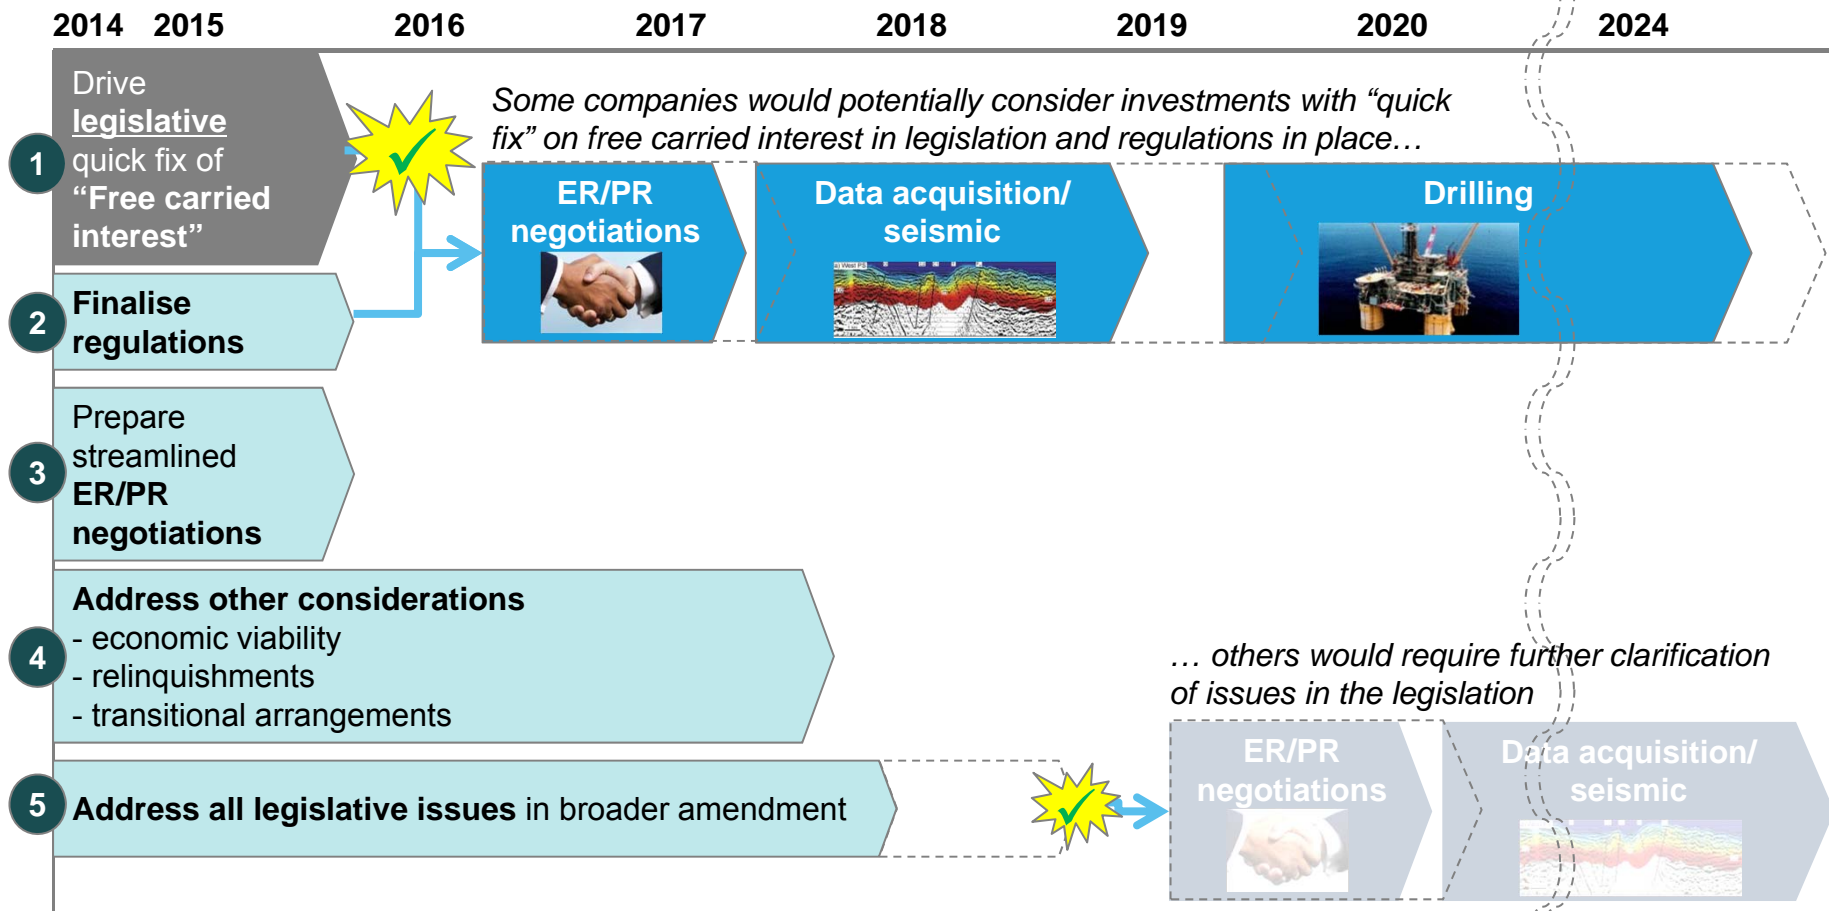 2014 2015 2016 2017 2018 2019 2020 2024
1
Drive
legislative
quick fix of
“Free carried
interest”
Some companies would potentially consider investments with “quick
fix” on free carried interest in legislation and regulations in place…
ER/PR
negotiations
Data acquisition/
seismic
Drilling
2
Finalise
regulations
3
Prepare
streamlined
ER/PR
negotiations
4
Address other considerations
- economic viability
- relinquishments
- transitional arrangements
… others would require further clarification
of issues in the legislation
ER/PR
negotiations
Data acquisition/
seismic
5
Address all legislative issues in broader amendment